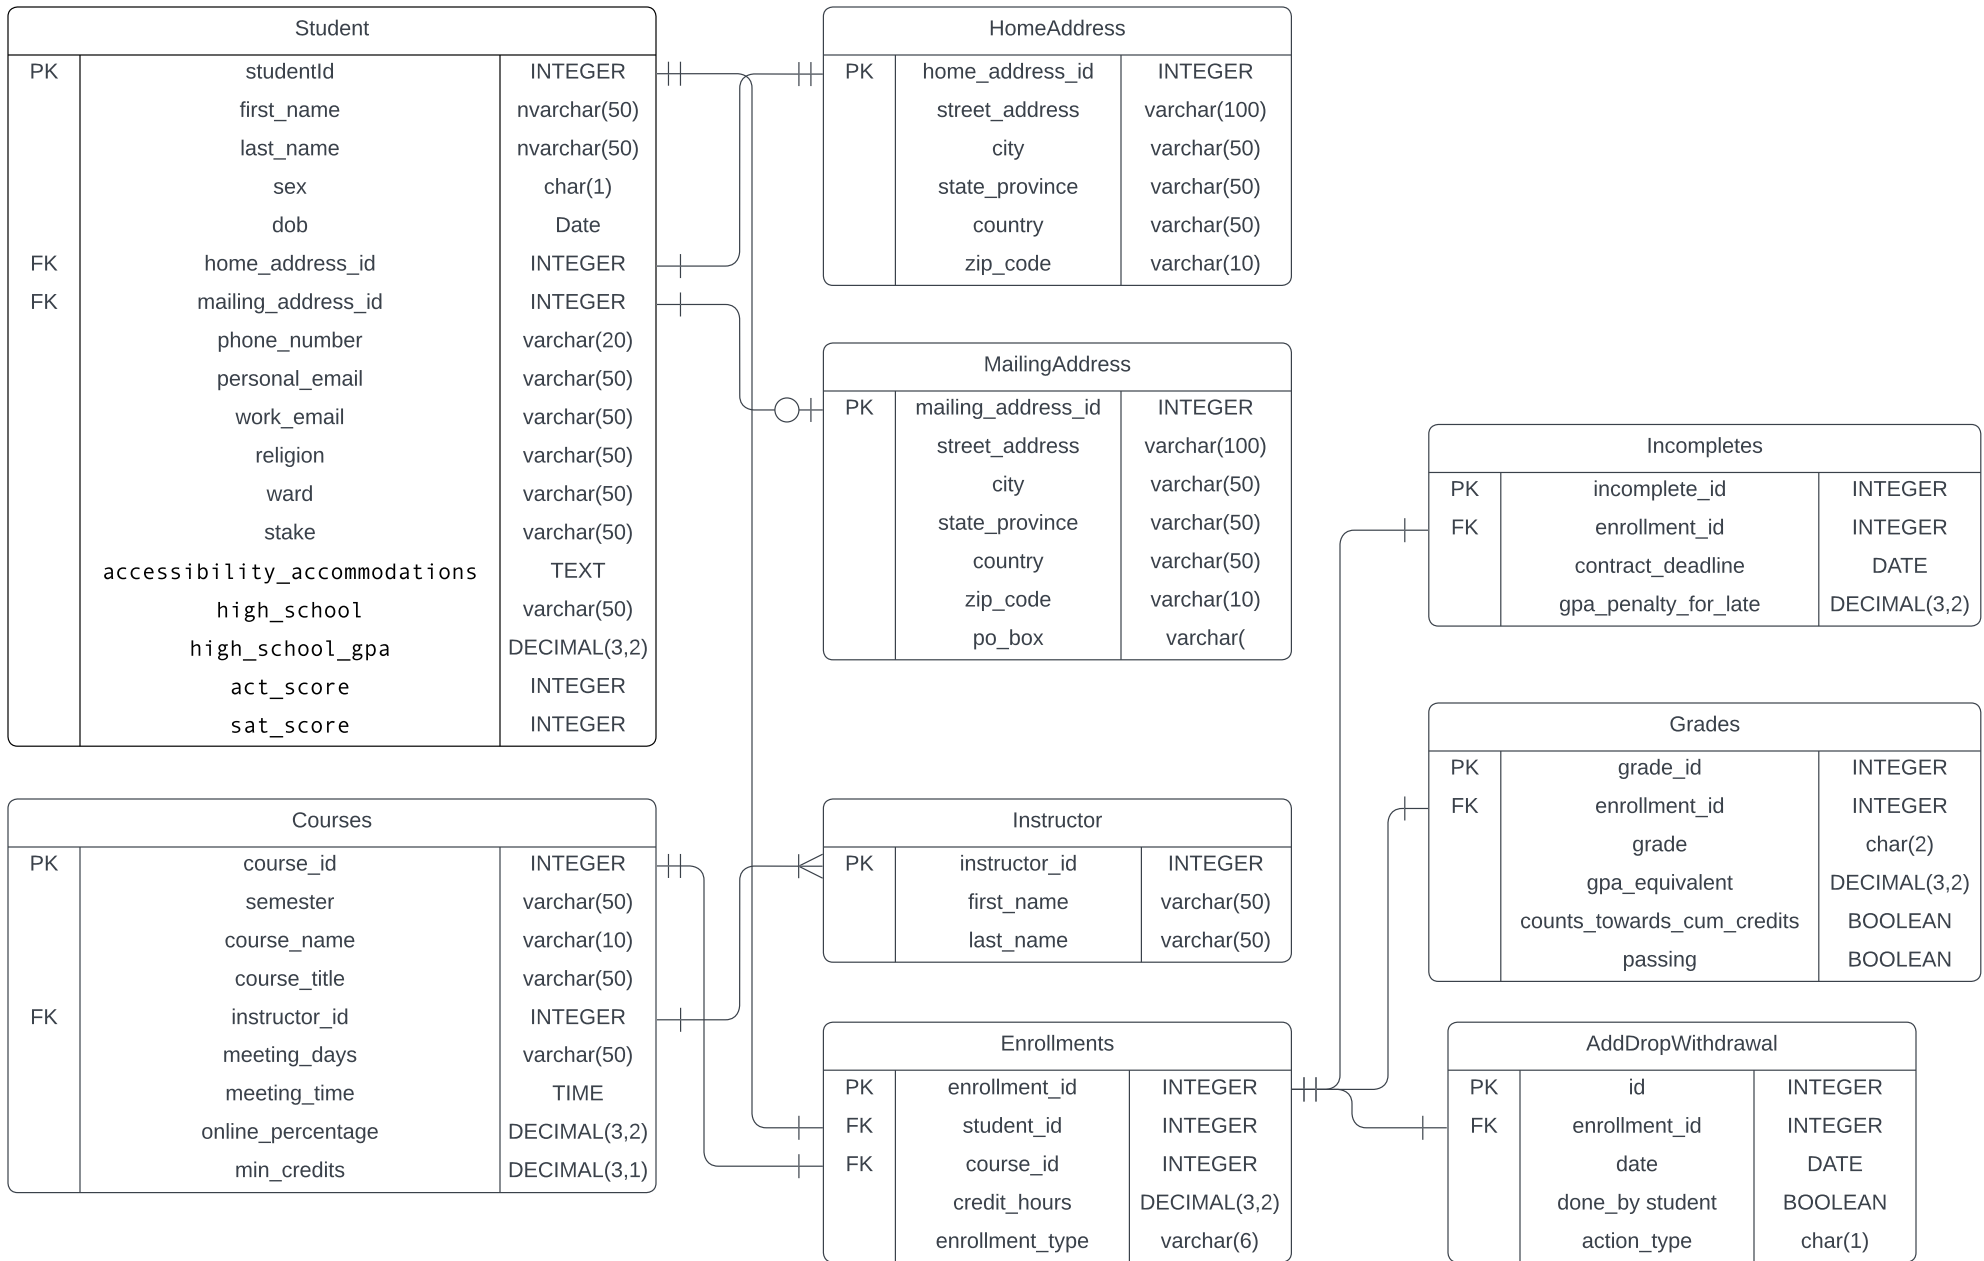 Student
PK studentId INTEGER
first_name nvarchar(50)
last_name nvarchar(50)
sex char(1)
dob Date
FK home_address_id INTEGER
FK mailing_address_id INTEGER
phone_number varchar(20)
personal_email varchar(50)
work_email varchar(50)
religion varchar(50)
ward varchar(50)
stake varchar(50)
accessibility_accommodations TEXT
high_school varchar(50)
high_school_gpa DECIMAL(3,2)
act_score INTEGER
sat_score INTEGER
HomeAddress
PK home_address_id INTEGER
street_address varchar(100)
city varchar(50)
state_province varchar(50)
country varchar(50)
zip_code varchar(10)
MailingAddress
PK mailing_address_id INTEGER
street_address varchar(100)
city varchar(50)
state_province varchar(50)
country varchar(50)
zip_code varchar(10)
po_box varchar(
Incompletes
PK incomplete_id INTEGER
FK enrollment_id INTEGER
contract_deadline DATE
gpa_penalty_for_late DECIMAL(3,2)
Grades
PK grade_id INTEGER
FK enrollment_id INTEGER
grade char(2)
gpa_equivalent DECIMAL(3,2)
counts_towards_cum_credits BOOLEAN
passing BOOLEAN
Courses
PK course_id INTEGER
semester varchar(50)
course_name varchar(10)
course_title varchar(50)
FK instructor_id INTEGER
meeting_days varchar(50)
meeting_time TIME
online_percentage DECIMAL(3,2)
min_credits DECIMAL(3,1)
Instructor
PK instructor_id INTEGER
first_name varchar(50)
last_name varchar(50)
Enrollments
PK enrollment_id INTEGER
FK student_id INTEGER
FK course_id INTEGER
credit_hours DECIMAL(3,2)
enrollment_type varchar(6)
AddDropWithdrawal
PK id INTEGER
FK enrollment_id INTEGER
date DATE
done_by student BOOLEAN
action_type char(1)